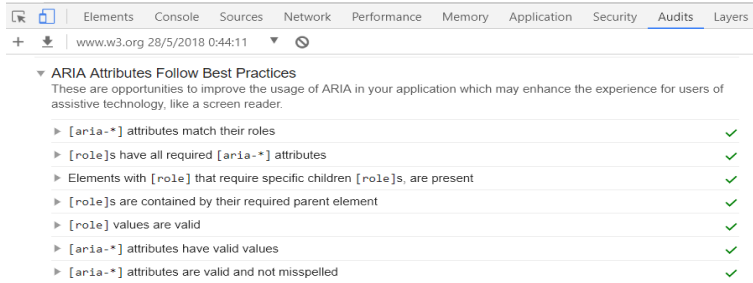 Elements Console Sources Network Performance Memory Application Security Audits Layers
www.w3.org 28/5/2018 0:44:11
ARIA Attributes Follow Best Practices
These are opportunities to improve the usage of ARIA in your application which may enhance the experience for users of
assistive technology, like a screen reader.
[aria-*] attributes match their roles
[role]s have all required [aria-*] attributes
Elements with [role] that require specific children [role]s, are present
[role]s are contained by their required parent element
[role] values are valid
[aria-*] attributes have valid values
[aria-*] attributes are valid and not misspelled